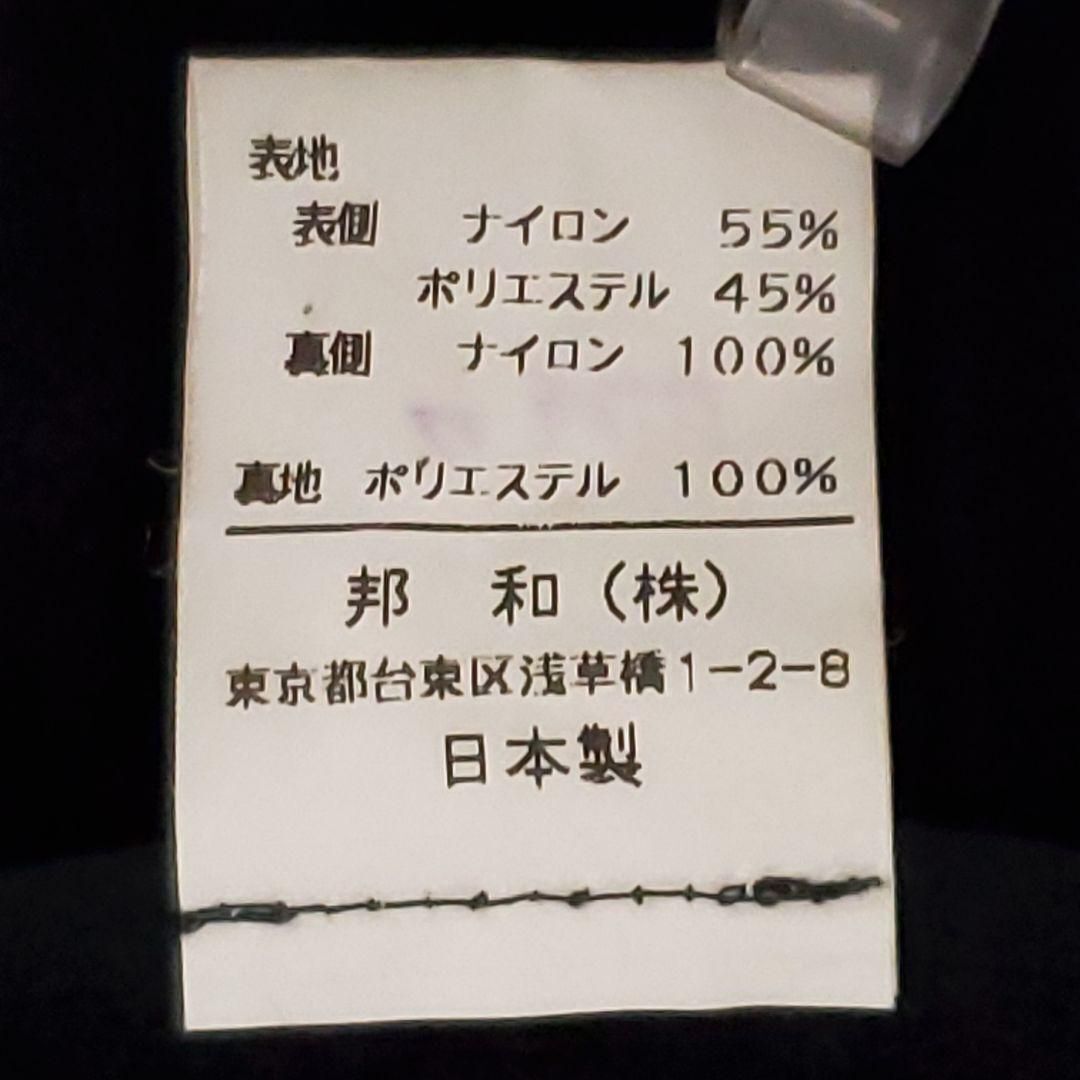 表地
表側 ナイロン 55%
ポリエステル 45%
裏側 ナイロン 100%
裏地 ポリエステル 100%
邦 和(株)
東京都台東区浅草橋1-2-8
日本製